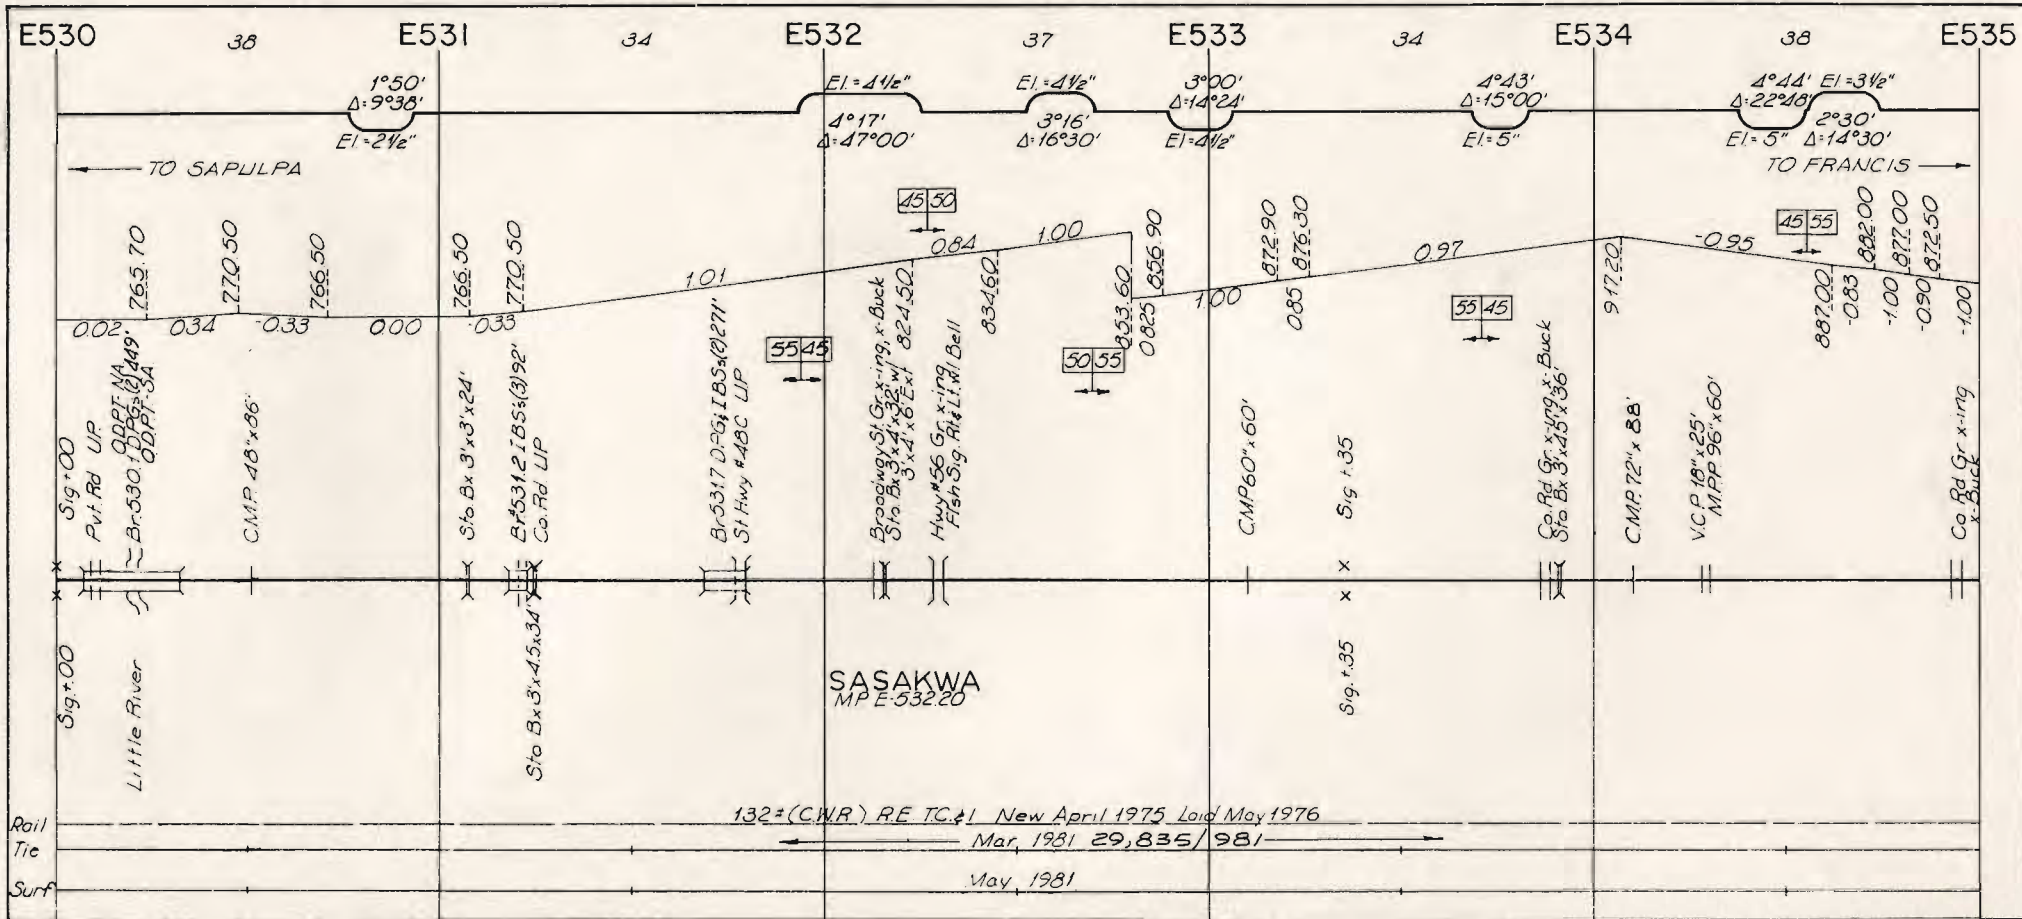 E530 38 E531 34 E532 37 E533 34 E534 38 E535
1°50'
Δ=9°38'
El.=2½"
El.=4½"
4°17'
Δ=47°00'
El.=4½"
3°16'
Δ=16°30'
3°00'
Δ=14°24'
El=4½"
4°43'
Δ=15°00'
El.=5"
4°44'
Δ=22°48'
El.=5"
El=3½"
2°30'
Δ=14°30'
TO SAPULPA
TO FRANCIS
765.70
770.50
766.50
766.50
770.50
824.50
834.60
853.60
856.90
872.90
876.30
917.20
887.00
882.00
877.00
872.50
0.02
0.34
-0.33
0.00
-0.33
1.01
0.84
1.00
0.825
1.00
0.85
0.97
-0.95
-0.83
-1.00
-0.90
-1.00
55 45
45 50
50 55
55 45
45 55
Sig.+.00
Pvt. Rd. U.P.
ODPT-NA
Br.530.1 DPGs(2)449'
ODPT-SA
C.M.P. 48"x86'
Sto. Bx. 3'x3'x24'
Br.531.2 IBSs(3)92'
Co. Rd. UP
Br.531.7 D.P.G. & IBSs(2)271'
St Hwy #48C UP
Broadway St. Gr. x-ing, x-Buck
Sto. Bx. 3'x4'x32' w/
3'x4'x6' Ext
Hwy #56 Gr. x-ing
Flsh Sig. Rt & Lt. w/ Bell
C.M.P. 60"x60'
Sig +.35
Co. Rd. Gr. x-ing x-Buck
Sto. Bx 3'x4.5'x36'
C.M.P. 72"x88'
V.C.P. 18"x25'
M.P.P. 96"x60'
Co. Rd Gr x-ing
x-Buck
Sig.+.00
Little River
Sto Bx 3'x4.5'x34'
SASAKWA
MP E-532.20
Sig.+.35
Rail 132#(C.W.R.) R.E. T.C.&I New April 1975 Laid May 1976
Tie Mar. 1981 29,835/981
Surf May 1981